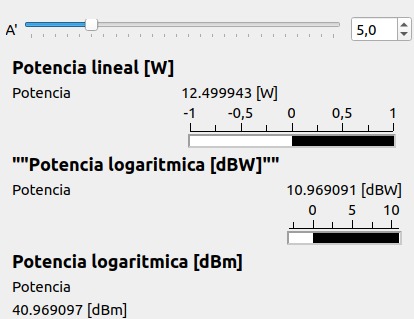 A' 5,0
Potencia lineal [W]
Potencia 12.499943 [W]
-1 -0,5 0 0,5 1
""Potencia logaritmica [dBW]""
Potencia 10.969091 [dBW]
0 5 10
Potencia logaritmica [dBm]
Potencia
40.969097 [dBm]